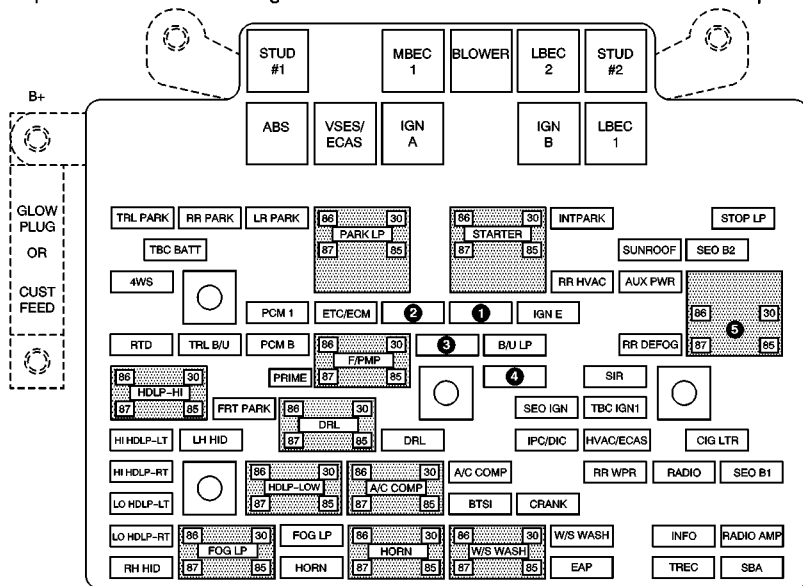 STUD #1
MBEC 1
BLOWER
LBEC 2
STUD #2
B+
ABS
VSES/ ECAS
IGN A
IGN B
LBEC 1
GLOW PLUG OR CUST FEED
TRL PARK RR PARK LR PARK 86 30 PARK LP 87 85 86 30 STARTER 87 85 INTPARK STOP LP
TBC BATT SUNROOF SEO B2
4WS RR HVAC AUX PWR
PCM 1 ETC/ECM 2 1 IGN E 86 30 5 87 85
RTD TRL B/U PCM B 86 30 F/PMP 87 85 3 B/U LP RR DEFOG
PRIME 4 SIR
86 30 HDLP-HI 87 85 FRT PARK 86 30 DRL 87 85 SEO IGN TBC IGN1
HI HDLP-LT LH HID DRL IPC/DIC HVAC/ECAS CIG LTR
HI HDLP-RT 86 30 HDLP-LOW 87 85 86 30 A/C COMP 87 85 A/C COMP RR WPR RADIO SEO B1
LO HDLP-LT BTSI CRANK
LO HDLP-RT 86 30 FOG LP 87 85 FOG LP 86 30 HORN 87 85 86 30 W/S WASH 87 85 W/S WASH INFO RADIO AMP
RH HID HORN EAP TREC SBA